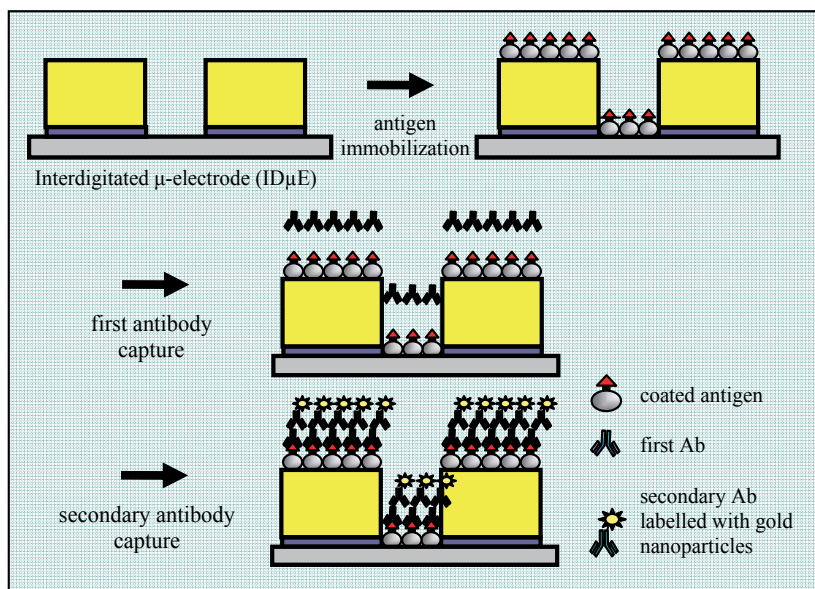 antigen
immobilization
Interdigitated μ-electrode (IDμE)
first antibody
capture
coated antigen
first Ab
secondary antibody
capture
secondary Ab
labelled with gold
nanoparticles